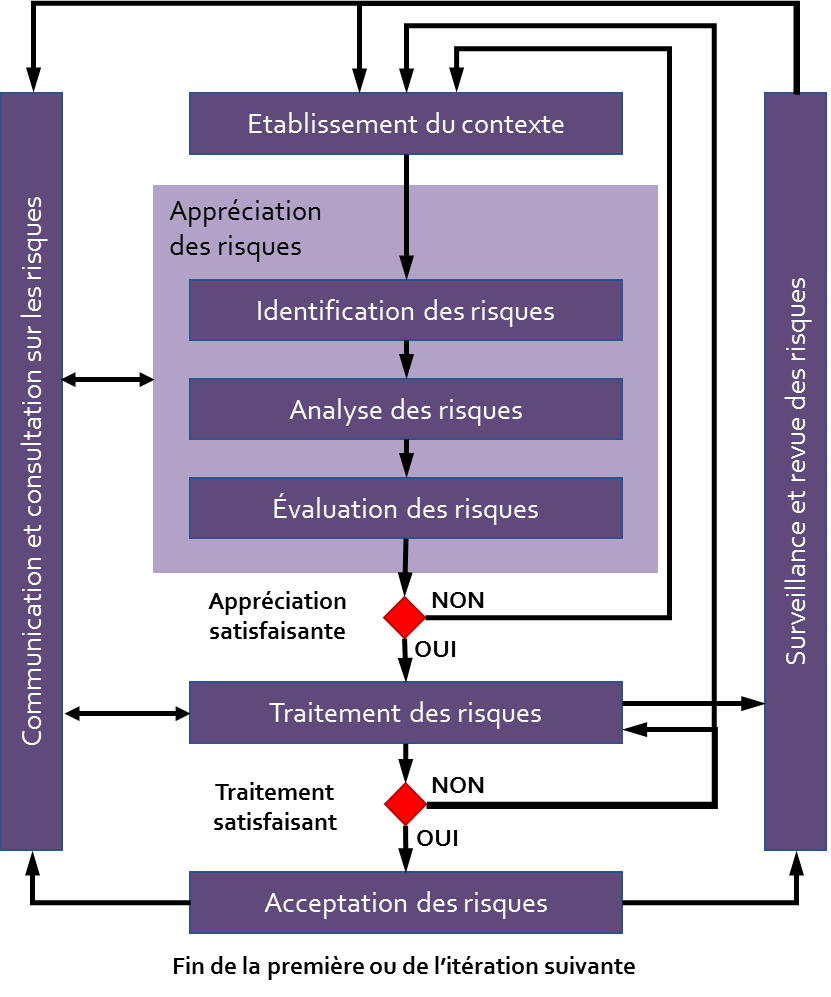 Etablissement du contexte
Appréciation
des risques
Identification des risques
Analyse des risques
Évaluation des risques
Appréciation
satisfaisante
NON
OUI
Traitement des risques
Traitement
satisfaisant
NON
OUI
Acceptation des risques
Communication et consultation sur les risques
Surveillance et revue des risques
Fin de la première ou de l’itération suivante